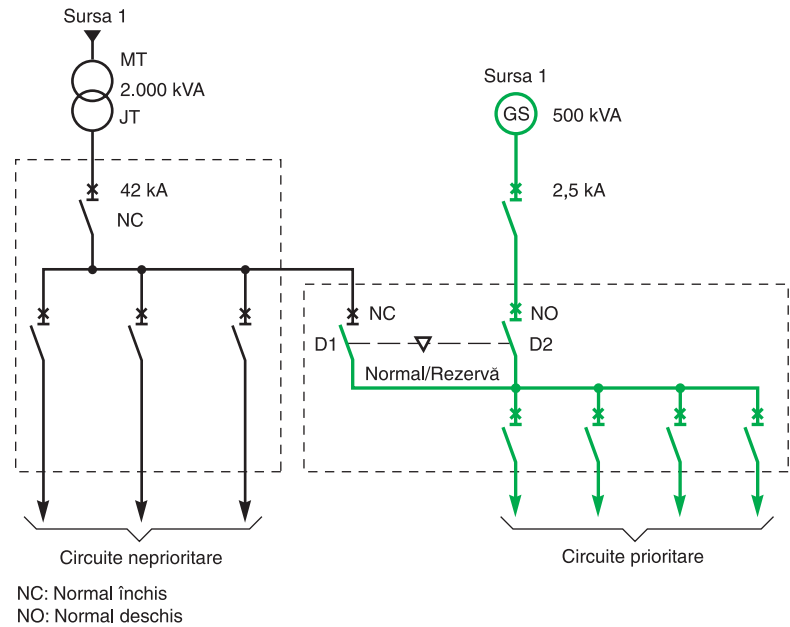 Sursa 1
MT
2.000 kVA
JT
Sursa 1
GS
500 kVA
42 kA
NC
2,5 kA
NC
NO
D1
D2
Normal/Rezervă
Circuite neprioritare
Circuite prioritare
NC: Normal închis
NO: Normal deschis